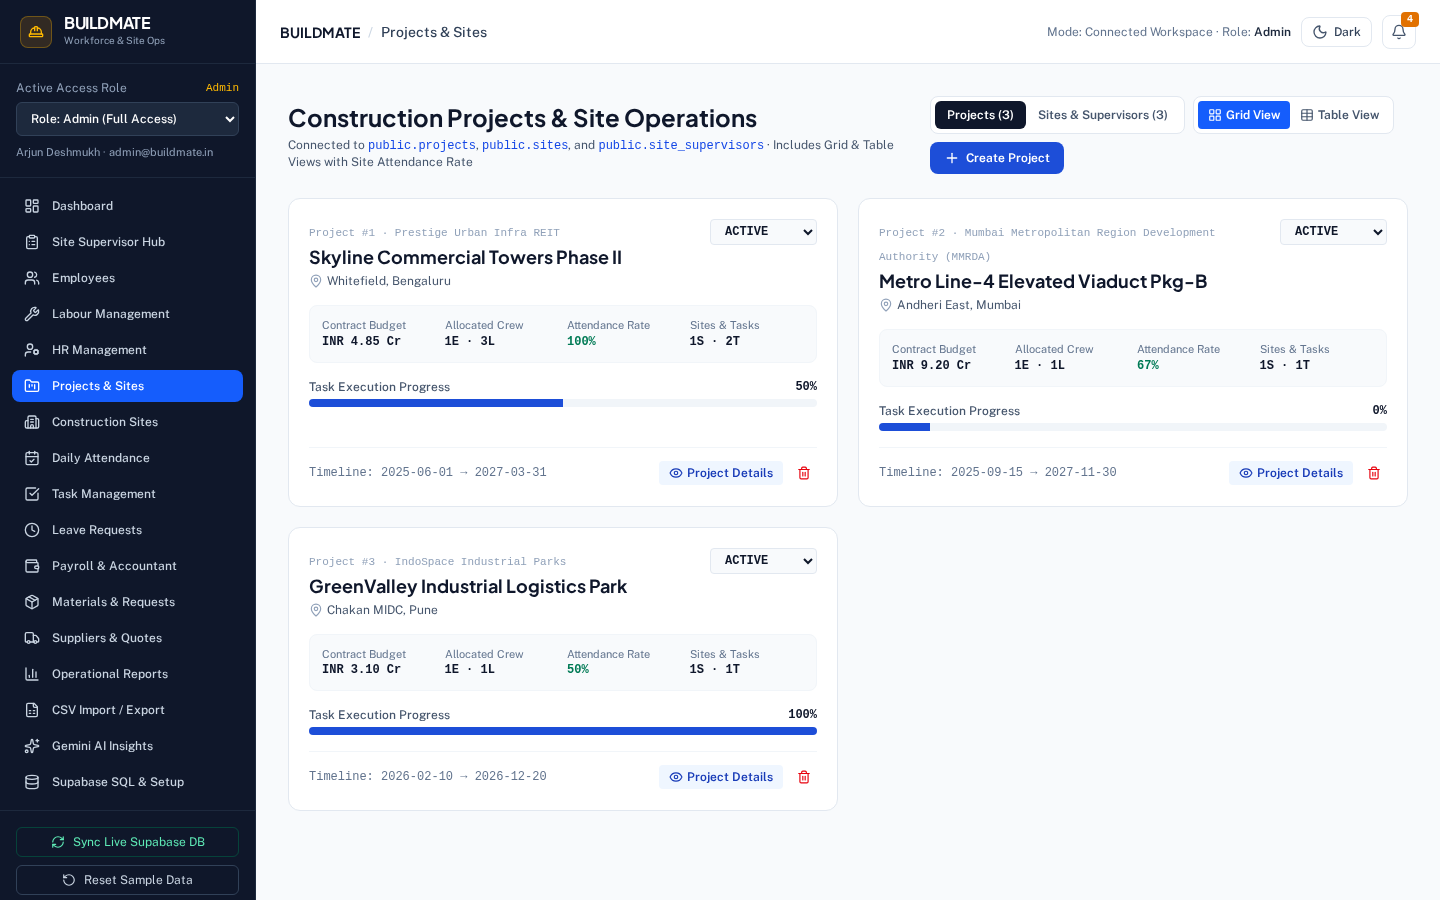 BUILDMATE
Workforce & Site Ops
Active Access Role Admin
Role: Admin (Full Access)
Arjun Deshmukh · admin@buildmate.in
Dashboard
Site Supervisor Hub
Employees
Labour Management
HR Management
Projects & Sites
Construction Sites
Daily Attendance
Task Management
Leave Requests
Payroll & Accountant
Materials & Requests
Suppliers & Quotes
Operational Reports
CSV Import / Export
Gemini AI Insights
Supabase SQL & Setup
Sync Live Supabase DB
Reset Sample Data
BUILDMATE / Projects & Sites
Mode: Connected Workspace · Role: Admin
Dark
4
Construction Projects & Site Operations
Connected to public.projects, public.sites, and public.site_supervisors · Includes Grid & Table
Views with Site Attendance Rate
Projects (3) Sites & Supervisors (3)
Grid View Table View
Create Project
Project #1 · Prestige Urban Infra REIT
ACTIVE
Skyline Commercial Towers Phase II
Whitefield, Bengaluru
Contract Budget Allocated Crew Attendance Rate Sites & Tasks
INR 4.85 Cr 1E · 3L 100% 1S · 2T
Task Execution Progress 50%
Timeline: 2025-06-01 → 2027-03-31 Project Details
Project #2 · Mumbai Metropolitan Region Development
Authority (MMRDA)
ACTIVE
Metro Line-4 Elevated Viaduct Pkg-B
Andheri East, Mumbai
Contract Budget Allocated Crew Attendance Rate Sites & Tasks
INR 9.20 Cr 1E · 1L 67% 1S · 1T
Task Execution Progress 0%
Timeline: 2025-09-15 → 2027-11-30 Project Details
Project #3 · IndoSpace Industrial Parks
ACTIVE
GreenValley Industrial Logistics Park
Chakan MIDC, Pune
Contract Budget Allocated Crew Attendance Rate Sites & Tasks
INR 3.10 Cr 1E · 1L 50% 1S · 1T
Task Execution Progress 100%
Timeline: 2026-02-10 → 2026-12-20 Project Details